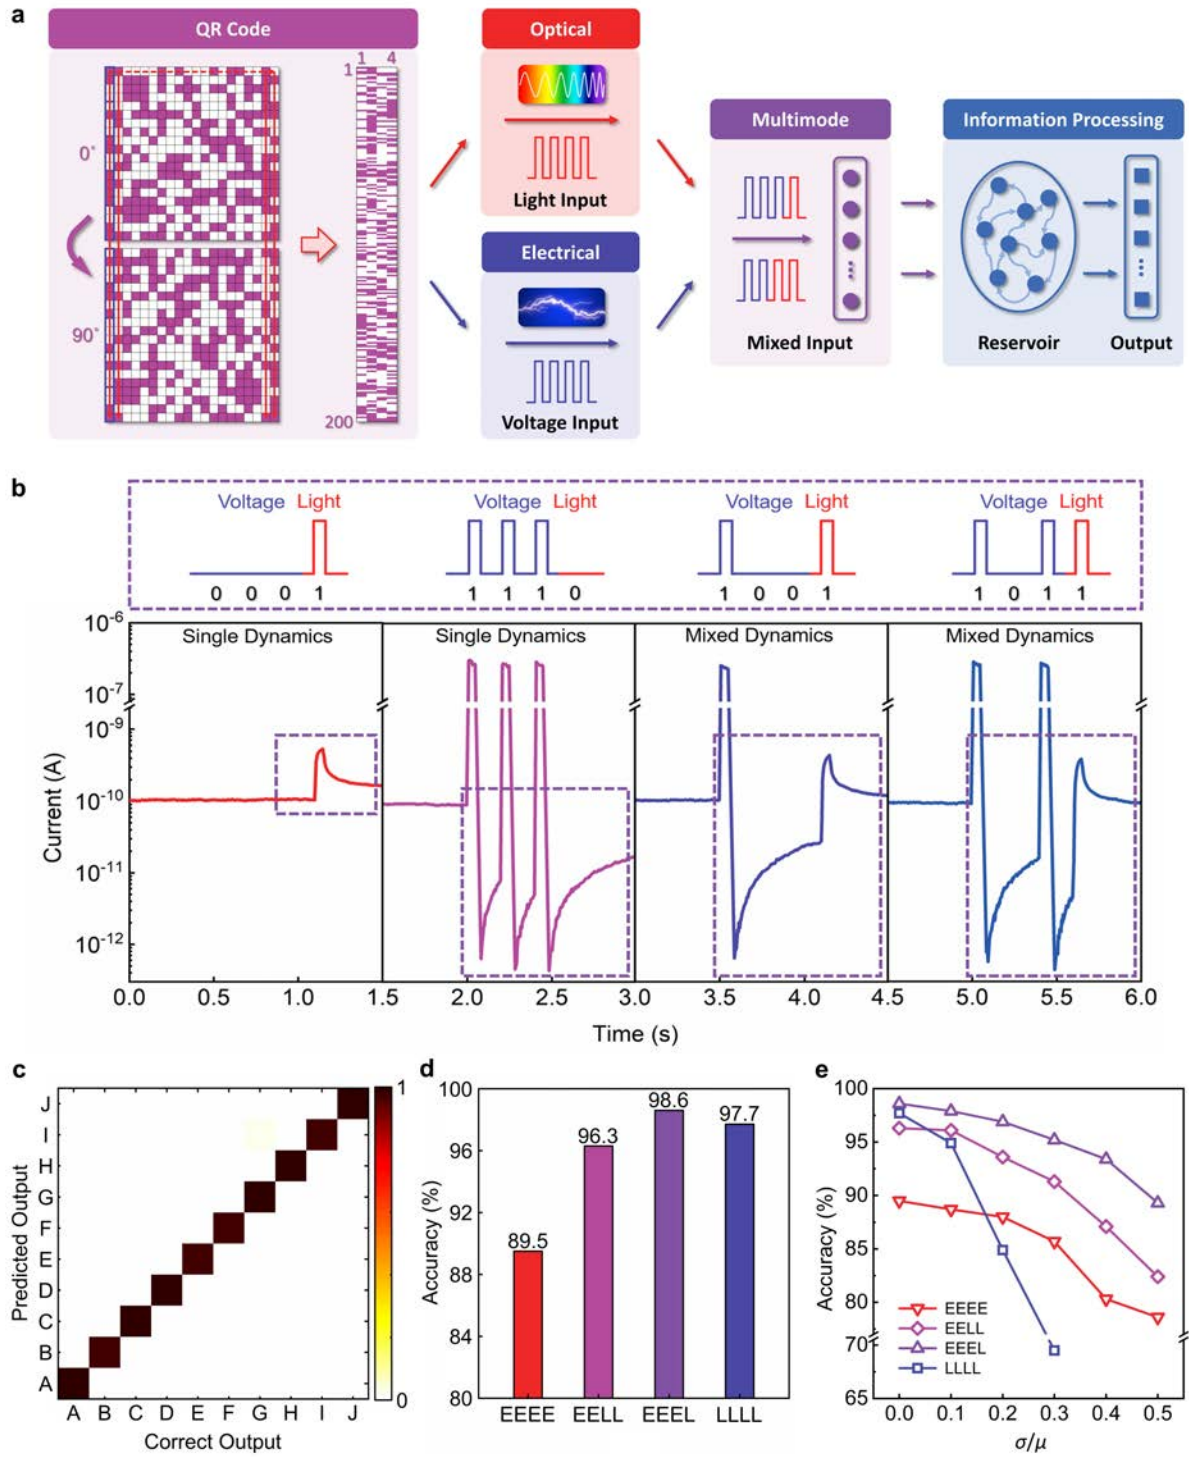 a
QR Code
1 4
1
0°
90°
200
Optical
Light Input
Electrical
Voltage Input
Multimode
Mixed Input
Information Processing
Reservoir Output
b
Voltage Light
0 0 0 1
Voltage Light
1 1 1 0
Voltage Light
1 0 0 1
Voltage Light
1 0 1 1
Single Dynamics
Single Dynamics
Mixed Dynamics
Mixed Dynamics
Current (A)
10⁻⁶
10⁻⁷
10⁻⁹
10⁻¹⁰
10⁻¹¹
10⁻¹²
0.0 0.5 1.0 1.5 2.0 2.5 3.0 3.5 4.0 4.5 5.0 5.5 6.0
Time (s)
c
Predicted Output
J
I
H
G
F
E
D
C
B
A
A B C D E F G H I J
Correct Output
1
0
d
Accuracy (%)
100
96
92
88
84
80
89.5
96.3
98.6
97.7
EEEE EELL EEEL LLLL
e
Accuracy (%)
100
95
90
85
80
70
65
EEEE
EELL
EEEL
LLLL
0.0 0.1 0.2 0.3 0.4 0.5
σ/μ